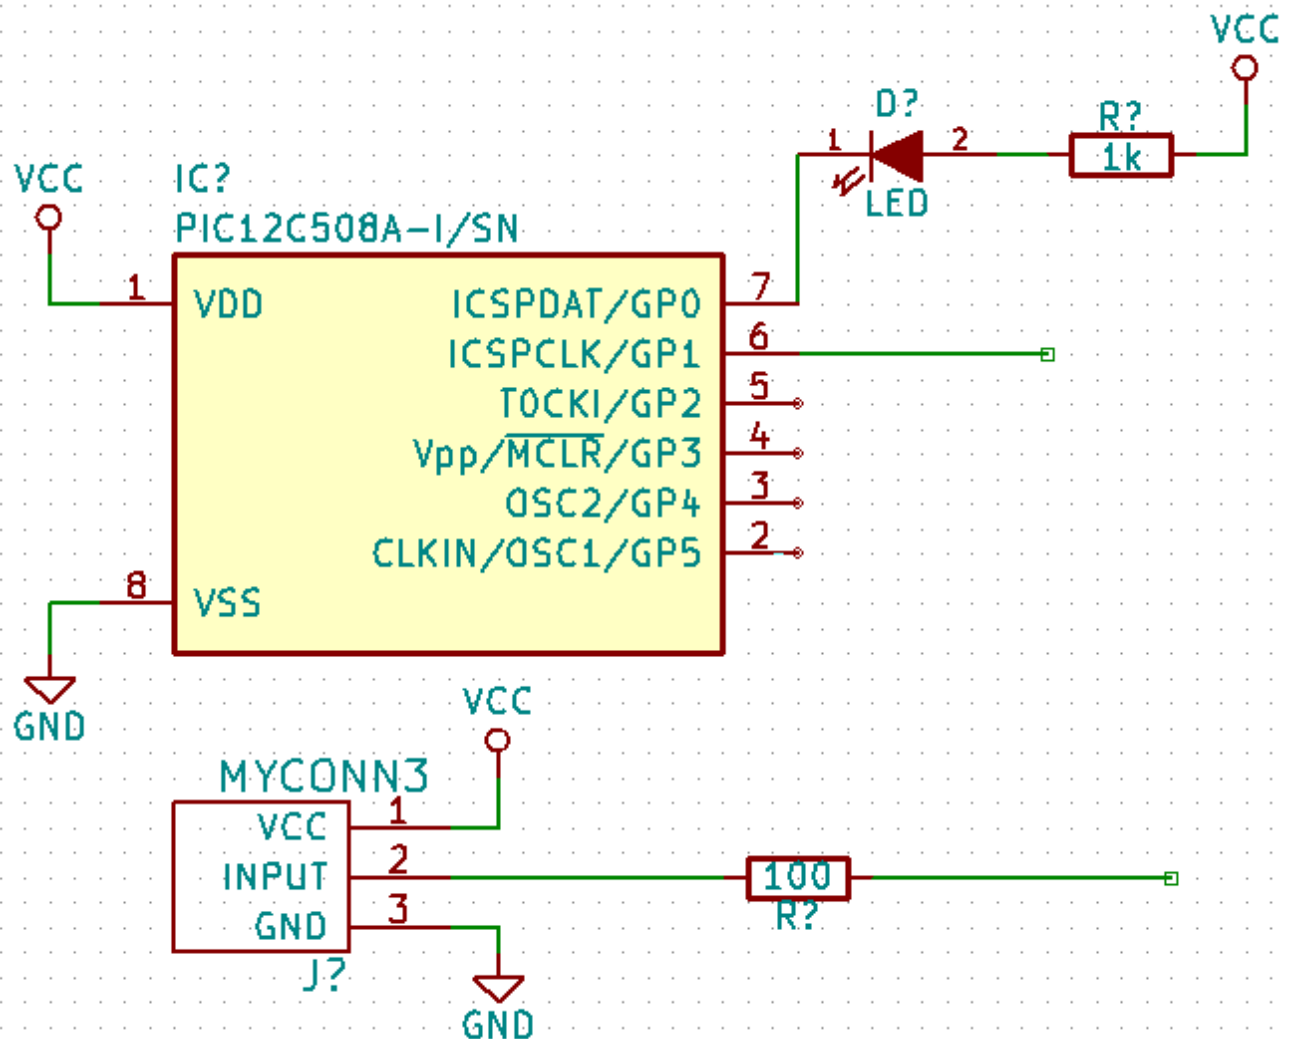 VCC
D?
R?
1
2
1k
LED
VCC
IC?
PIC12C508A-I/SN
1
VDD
ICSPDAT/GP0
7
ICSPCLK/GP1
6
T0CKI/GP2
5
Vpp/MCLR/GP3
4
OSC2/GP4
3
CLKIN/OSC1/GP5
2
8
VSS
GND
VCC
MYCONN3
VCC
1
INPUT
2
100
R?
GND
3
J?
GND